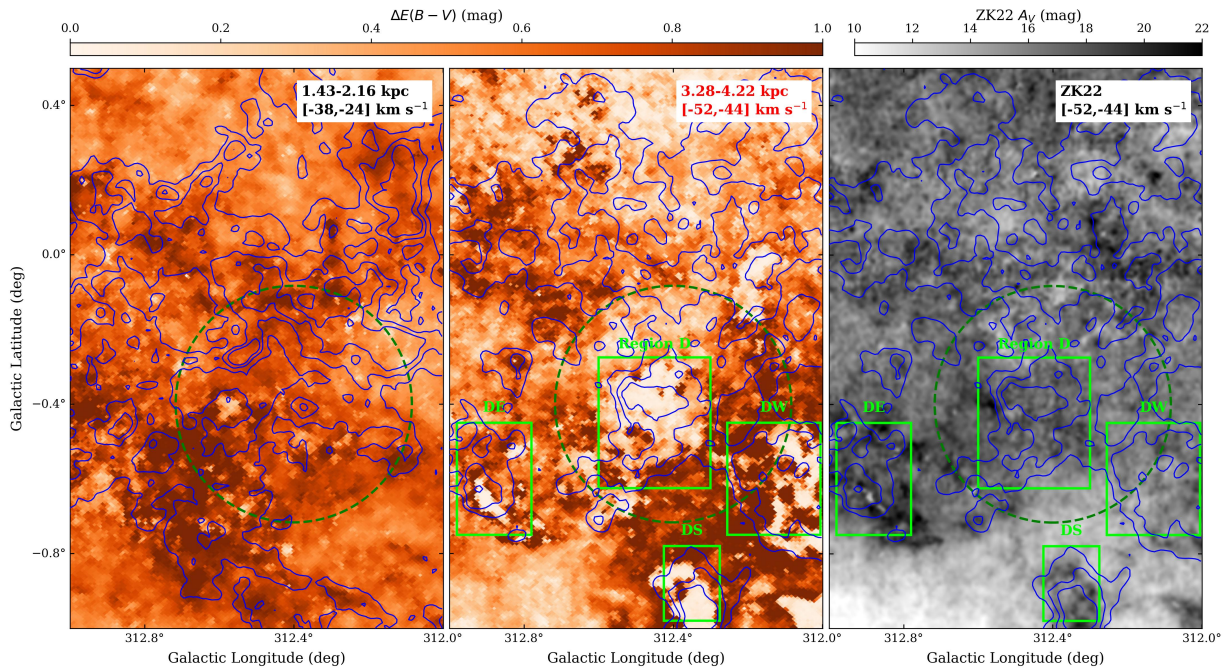 ΔE(B − V) (mag)
ZK22 A_V (mag)
0.0 0.2 0.4 0.6 0.8 1.0
10 12 14 16 18 20 22
1.43-2.16 kpc
[-38,-24] km s⁻¹
3.28-4.22 kpc
[-52,-44] km s⁻¹
ZK22
[-52,-44] km s⁻¹
0.4°
0.0°
−0.4°
−0.8°
Galactic Latitude (deg)
Region D
DE
DW
DS
Region D
DE
DW
DS
312.8° 312.4° 312.0°
312.8° 312.4° 312.0°
312.8° 312.4° 312.0°
Galactic Longitude (deg)
Galactic Longitude (deg)
Galactic Longitude (deg)